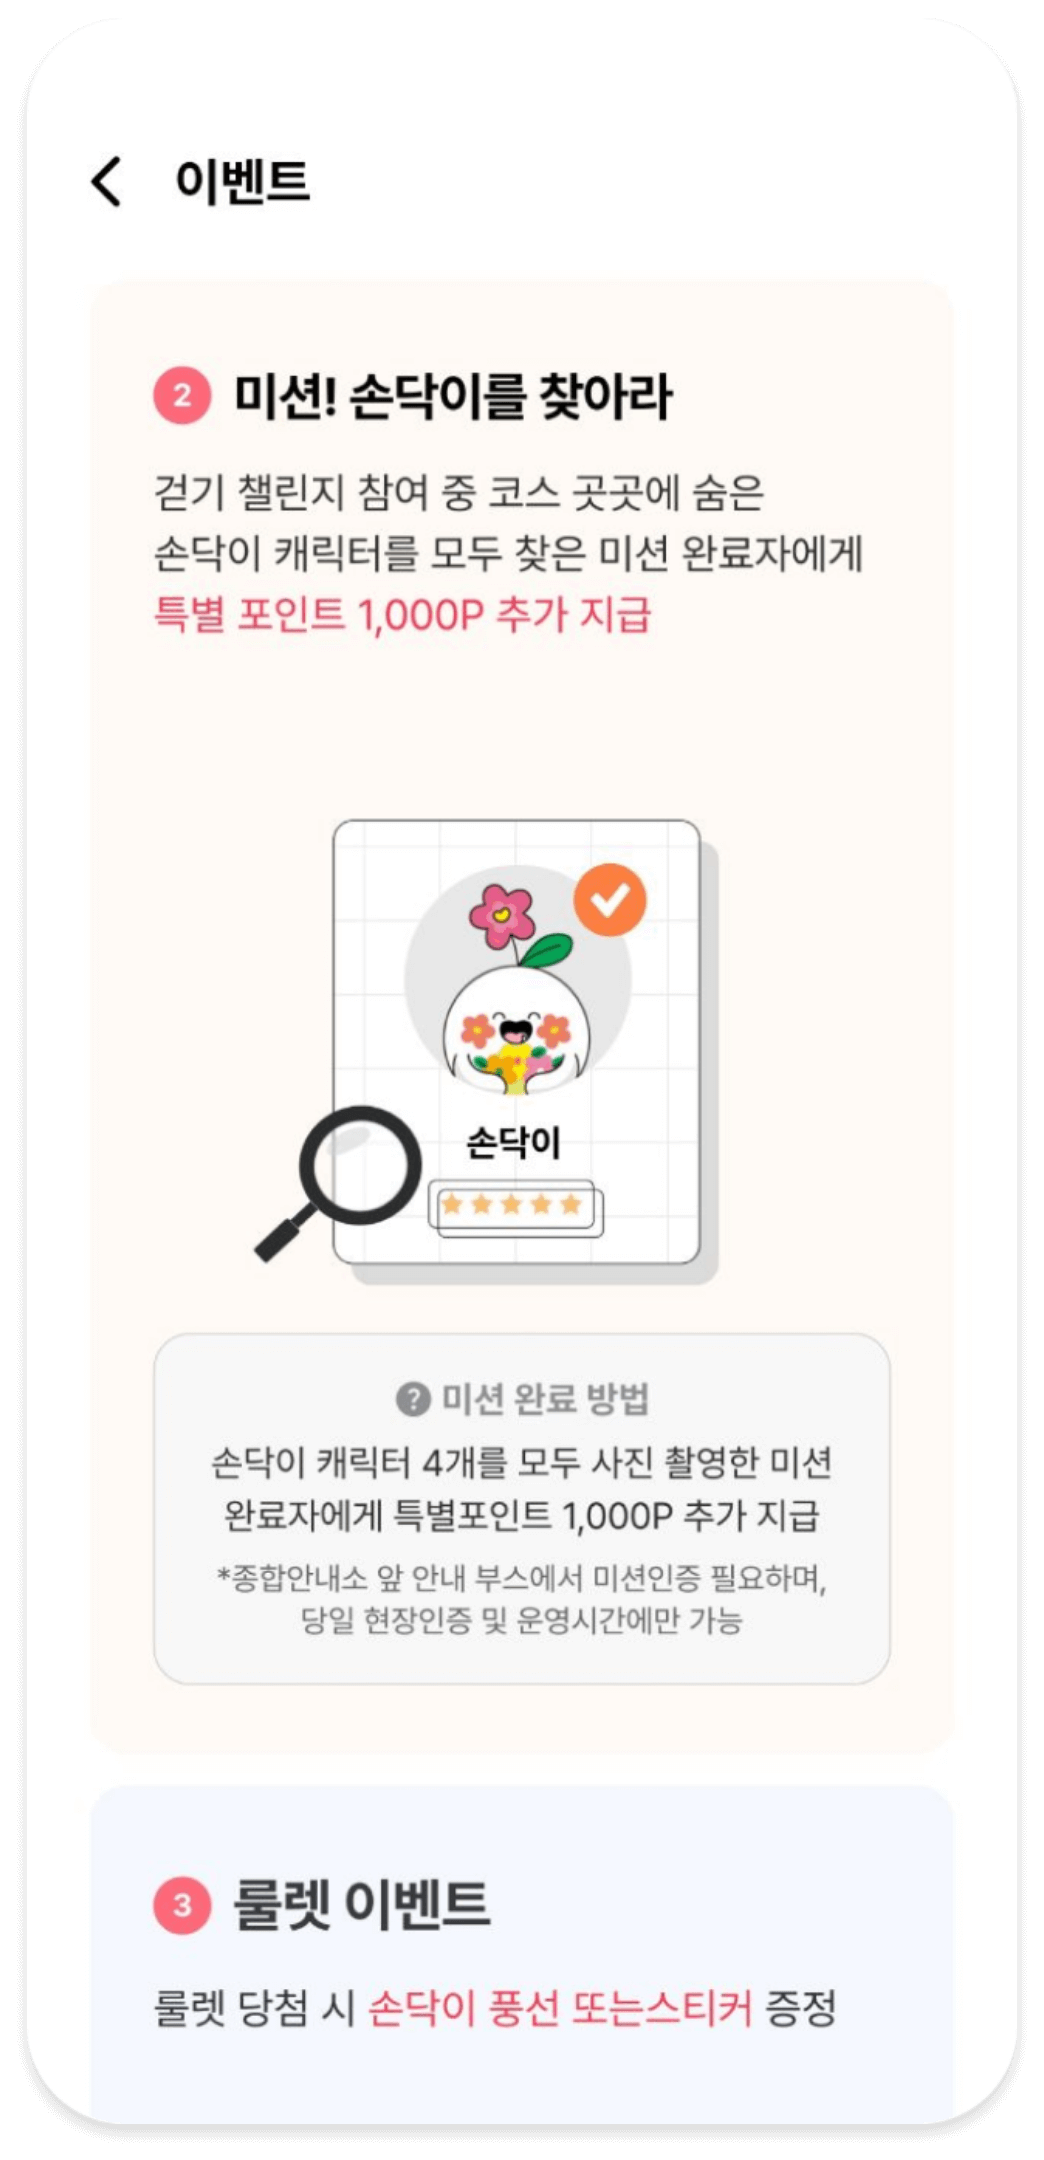 이벤트
2 미션! 손닥이를 찾아라
걷기 챌린지 참여 중 코스 곳곳에 숨은
손닥이 캐릭터를 모두 찾은 미션 완료자에게
특별 포인트 1,000P 추가 지급
손닥이
? 미션 완료 방법
손닥이 캐릭터 4개를 모두 사진 촬영한 미션
완료자에게 특별포인트 1,000P 추가 지급
*종합안내소 앞 안내 부스에서 미션인증 필요하며,
당일 현장인증 및 운영시간에만 가능
3 룰렛 이벤트
룰렛 당첨 시 손닥이 풍선 또는스티커 증정